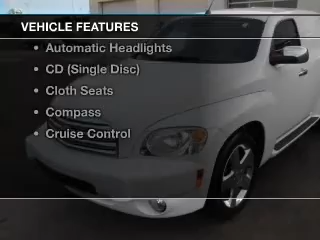 VEHICLE FEATURES
• Automatic Headlights
• CD (Single Disc)
• Cloth Seats
• Compass
• Cruise Control